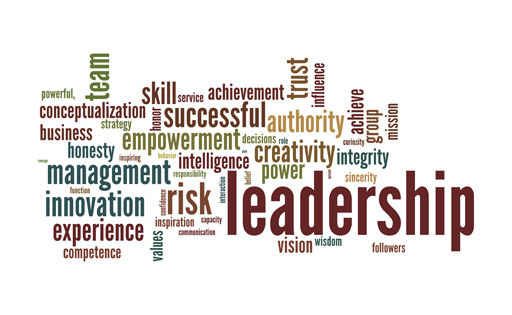 team
powerful,
skill
service
achievement
trust
influence
conceptualization
strategy
honor
successful
authority
achieve
group
mission
business
empowerment
decisions
role
curiosity
honesty
inspiring
behavior
intelligence
creativity
integrity
management
responsibility
belief
power
sincerity
function
innovation
confidence
risk
interaction
leadership
capacity
inspiration
experience
values
communication
competence
vision
wisdom
followers